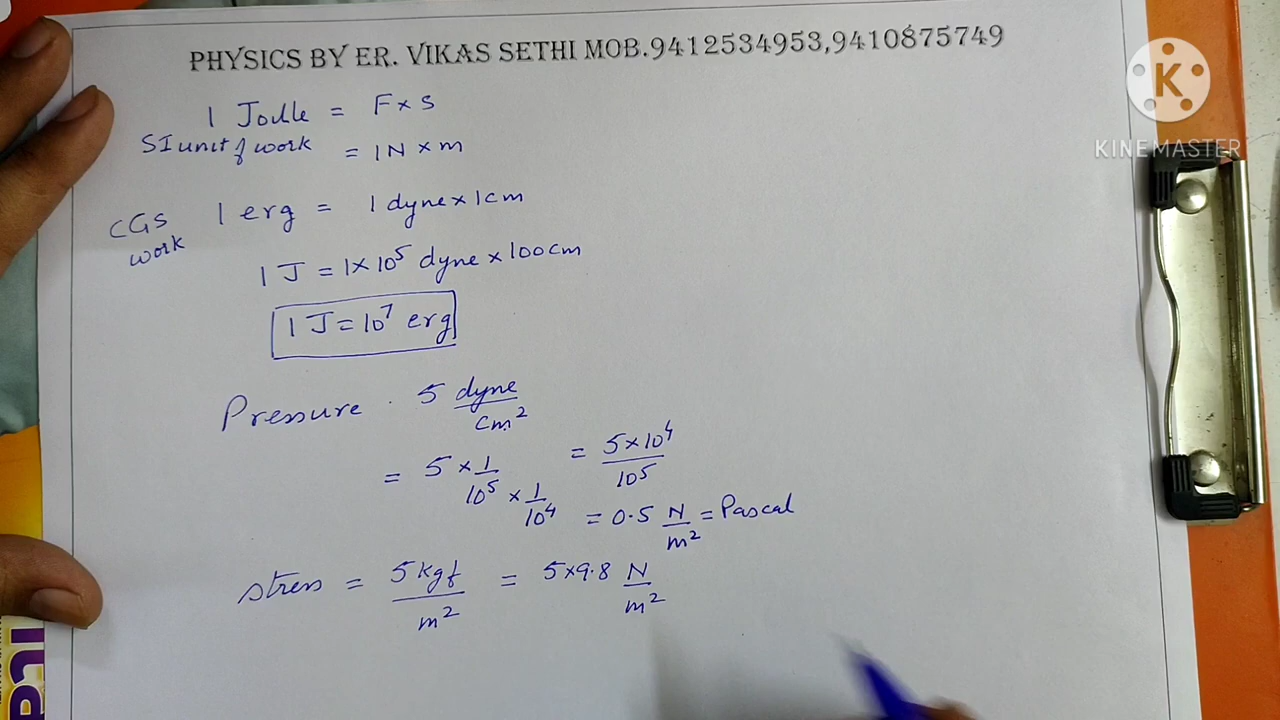 PHYSICS BY ER. VIKAS SETHI MOB.9412534953,9410875749
K
KINEMASTER
1 Joule = F × S
SI unit of work = 1N × m
CGS work 1 erg = 1 dyne × 1cm
1 J = 1 × 10⁵ dyne × 100cm
1 J = 10⁷ erg
Pressure . 5 dyne/cm²
= 5 × 1/10⁵ × 1/10⁴ = 5×10⁴/10⁵
= 0.5 N/m² = Pascal
stress = 5 kgf/m² = 5×9.8 N/m²